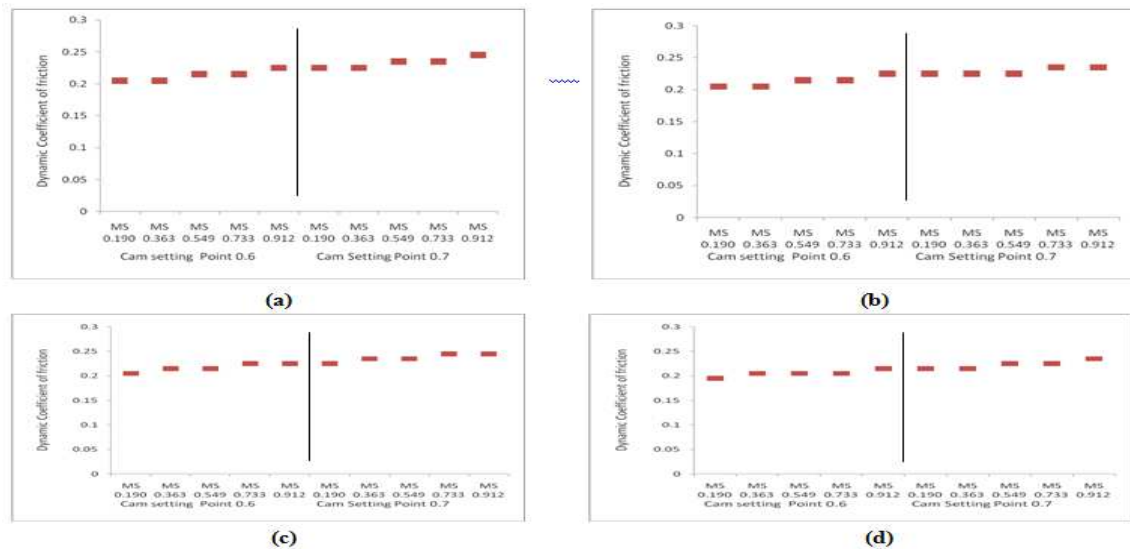 0.3
0.25
0.2
0.15
0.1
0.05
0
Dynamic Coefficient of friction
MS MS MS MS MS MS MS MS MS MS
0.190 0.363 0.549 0.733 0.912 0.190 0.363 0.549 0.733 0.912
Cam setting Point 0.6 Cam Setting Point 0.7
(a)
0.3
0.25
0.2
0.15
0.1
0.05
0
Dynamic Coefficient of friction
MS MS MS MS MS MS MS MS MS MS
0.190 0.363 0.549 0.733 0.912 0.190 0.363 0.549 0.733 0.912
Cam setting Point 0.6 Cam Setting Point 0.7
(b)
0.3
0.25
0.2
0.15
0.1
0.05
0
Dynamic Coefficient of friction
MS MS MS MS MS MS MS MS MS MS
0.190 0.363 0.549 0.733 0.912 0.190 0.363 0.549 0.733 0.912
Cam setting Point 0.6 Cam Setting Point 0.7
(c)
0.3
0.25
0.2
0.15
0.1
0.05
0
Dynamic Coefficient of friction
MS MS MS MS MS MS MS MS MS MS
0.190 0.363 0.549 0.733 0.912 0.190 0.363 0.549 0.733 0.912
Cam setting Point 0.6 Cam Setting Point 0.7
(d)